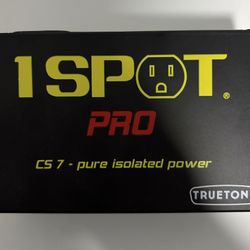 1 SPOT®
PRO
CS 7 - pure isolated power
TRUETONE